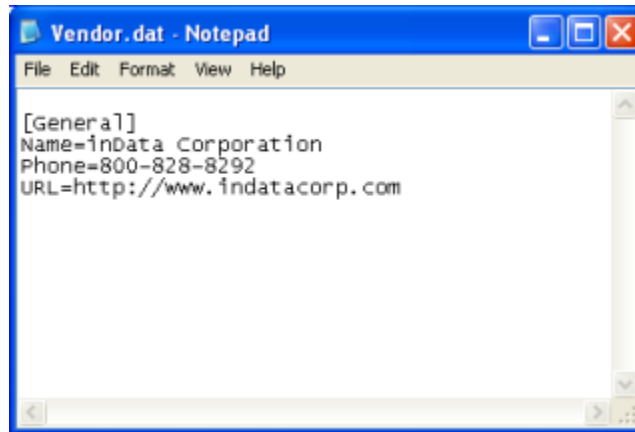 Vendor.dat - Notepad
File Edit Format View Help
[General]
Name=inData Corporation
Phone=800-828-8292
URL=http://www.indatacorp.com